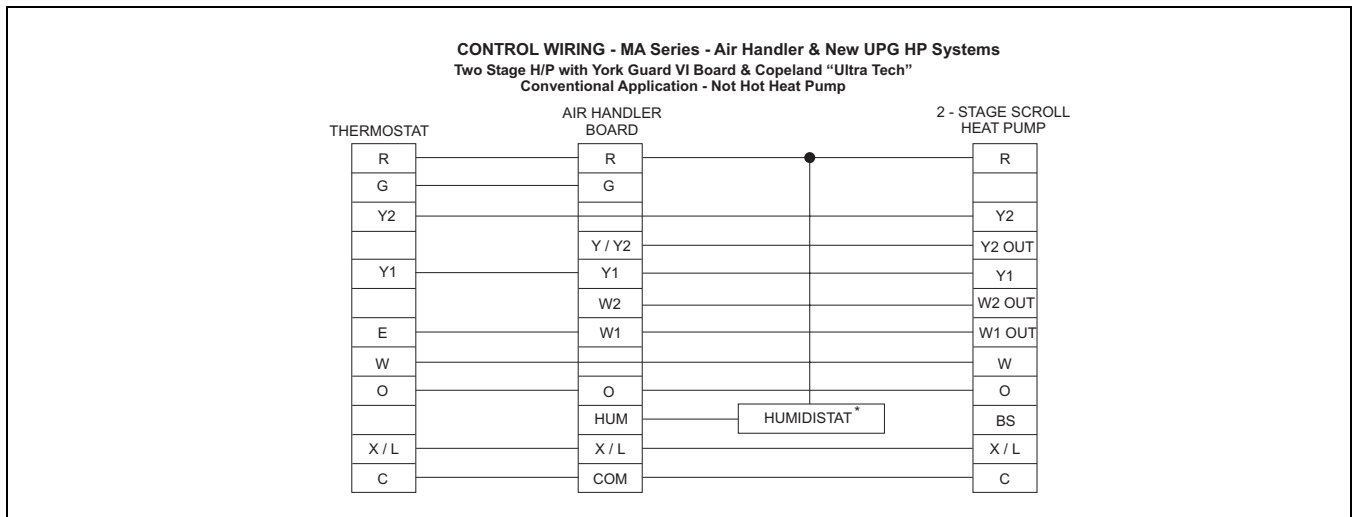 CONTROL WIRING - MA Series - Air Handler & New UPG HP Systems
Two Stage H/P with York Guard VI Board & Copeland “Ultra Tech”
Conventional Application - Not Hot Heat Pump
THERMOSTAT
AIR HANDLER
BOARD
2 - STAGE SCROLL
HEAT PUMP
R R R
G G
Y2 Y2
Y / Y2 Y2 OUT
Y1 Y1 Y1
W2 W2 OUT
E W1 W1 OUT
W W
O O O
HUM HUMIDISTAT* BS
X / L X / L X / L
C COM C